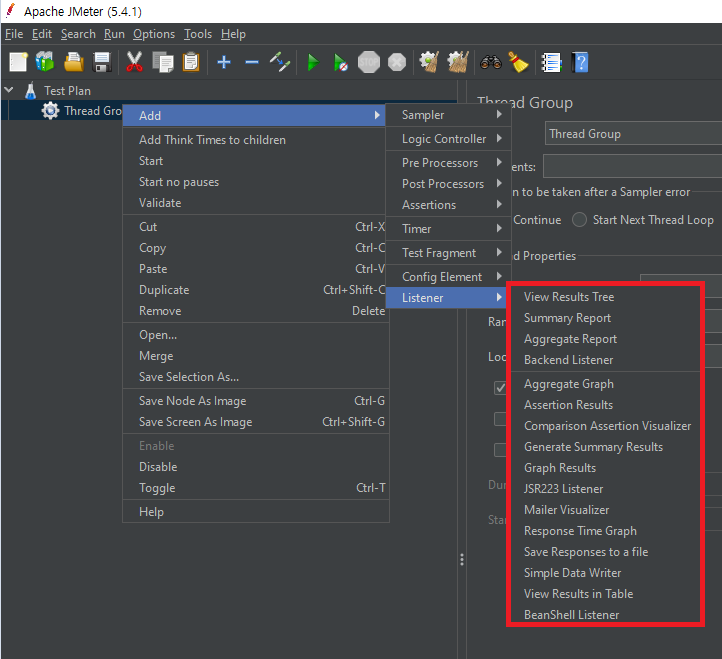 Apache JMeter (5.4.1)
File Edit Search Run Options Tools Help
Test Plan
Thread Gro
Add
Add Think Times to children
Start
Start no pauses
Validate
Cut Ctrl-X
Copy Ctrl-C
Paste Ctrl-V
Duplicate Ctrl+Shift-C
Remove Delete
Open...
Merge
Save Selection As...
Save Node As Image Ctrl-G
Save Screen As Image Ctrl+Shift-G
Enable
Disable
Toggle Ctrl-T
Help
Sampler
Logic Controller
Pre Processors
Post Processors
Assertions
Timer
Test Fragment
Config Element
Listener
View Results Tree
Summary Report
Aggregate Report
Backend Listener
Aggregate Graph
Assertion Results
Comparison Assertion Visualizer
Generate Summary Results
Graph Results
JSR223 Listener
Mailer Visualizer
Response Time Graph
Save Responses to a file
Simple Data Writer
View Results in Table
BeanShell Listener
Thread Group
Thread Group
ents:
n to be taken after a Sampler error
Continue Start Next Thread Loop
d Properties
Ran
Loo
Du
Sta